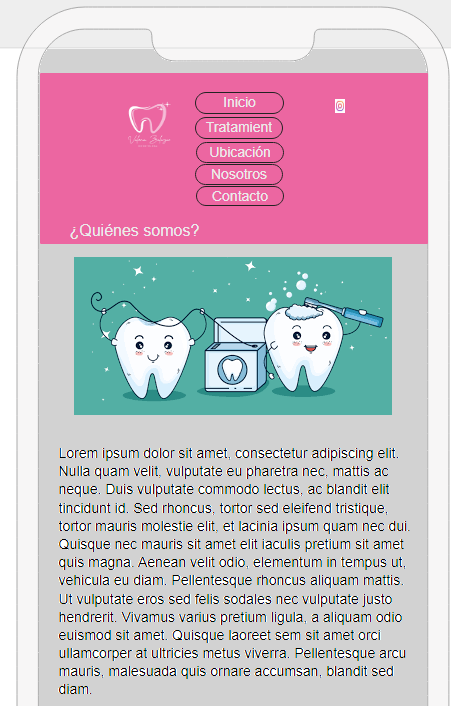 Inicio
Tratamient
Ubicación
Nosotros
Contacto
¿Quiénes somos?
Lorem ipsum dolor sit amet, consectetur adipiscing elit.
Nulla quam velit, vulputate eu pharetra nec, mattis ac
neque. Duis vulputate commodo lectus, ac blandit elit
tincidunt id. Sed rhoncus, tortor sed eleifend tristique,
tortor mauris molestie elit, et lacinia ipsum quam nec dui.
Quisque nec mauris sit amet elit iaculis pretium sit amet
quis magna. Aenean velit odio, elementum in tempus ut,
vehicula eu diam. Pellentesque rhoncus aliquam mattis.
Ut vulputate eros sed felis sodales nec vulputate justo
hendrerit. Vivamus varius pretium ligula, a aliquam odio
euismod sit amet. Quisque laoreet sem sit amet orci
ullamcorper at ultricies metus viverra. Pellentesque arcu
mauris, malesuada quis ornare accumsan, blandit sed
diam.